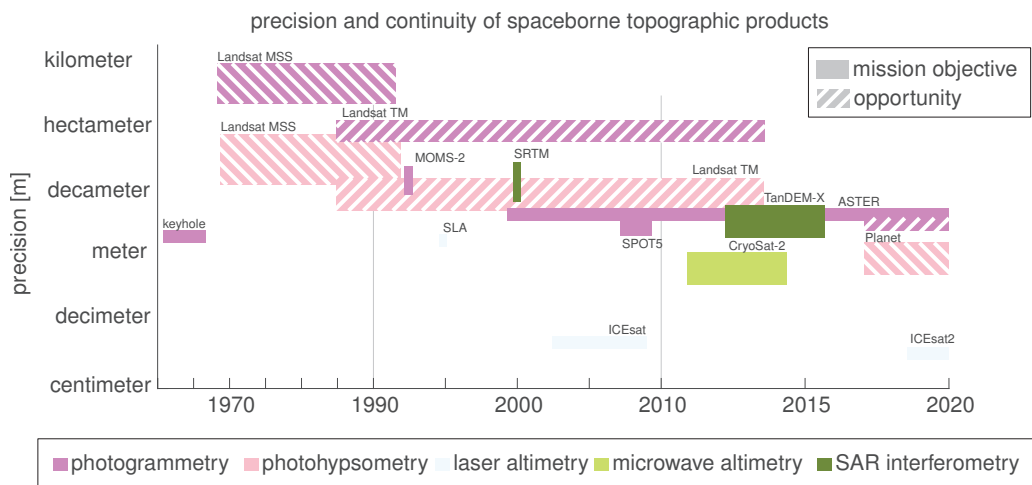 precision and continuity of spaceborne topographic products
kilometer
Landsat MSS
mission objective
opportunity
hectameter
Landsat MSS
Landsat TM
MOMS-2
SRTM
Landsat TM
decameter
TanDEM-X
ASTER
keyhole
SLA
SPOT5
Planet
meter
CryoSat-2
precision [m]
decimeter
ICEsat
ICEsat2
centimeter
1970 1990 2000 2010 2015 2020
photogrammetry photohypsometry laser altimetry microwave altimetry SAR interferometry